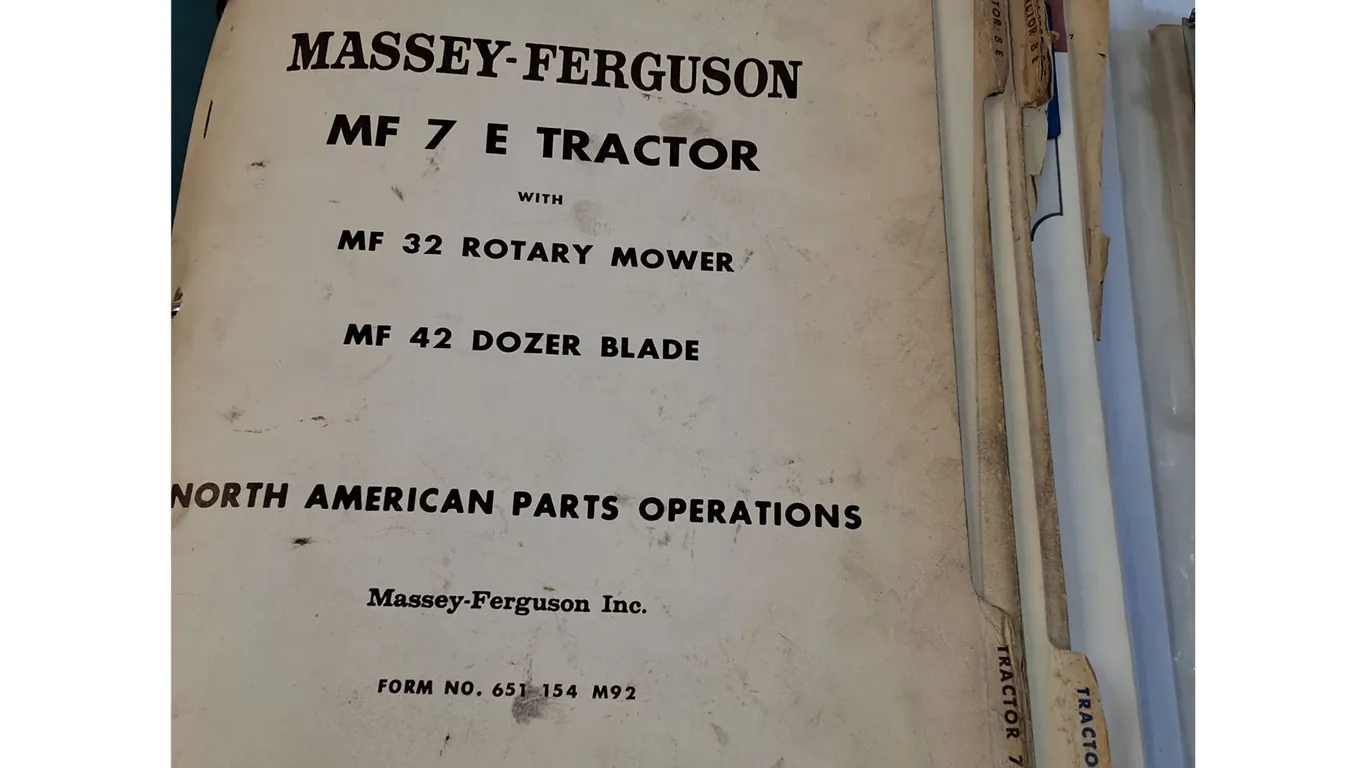 MASSEY-FERGUSON
MF 7 E TRACTOR
WITH
MF 32 ROTARY MOWER
MF 42 DOZER BLADE
NORTH AMERICAN PARTS OPERATIONS
Massey-Ferguson Inc.
FORM NO. 651 154 M92
TRACTOR 7
TRACTO